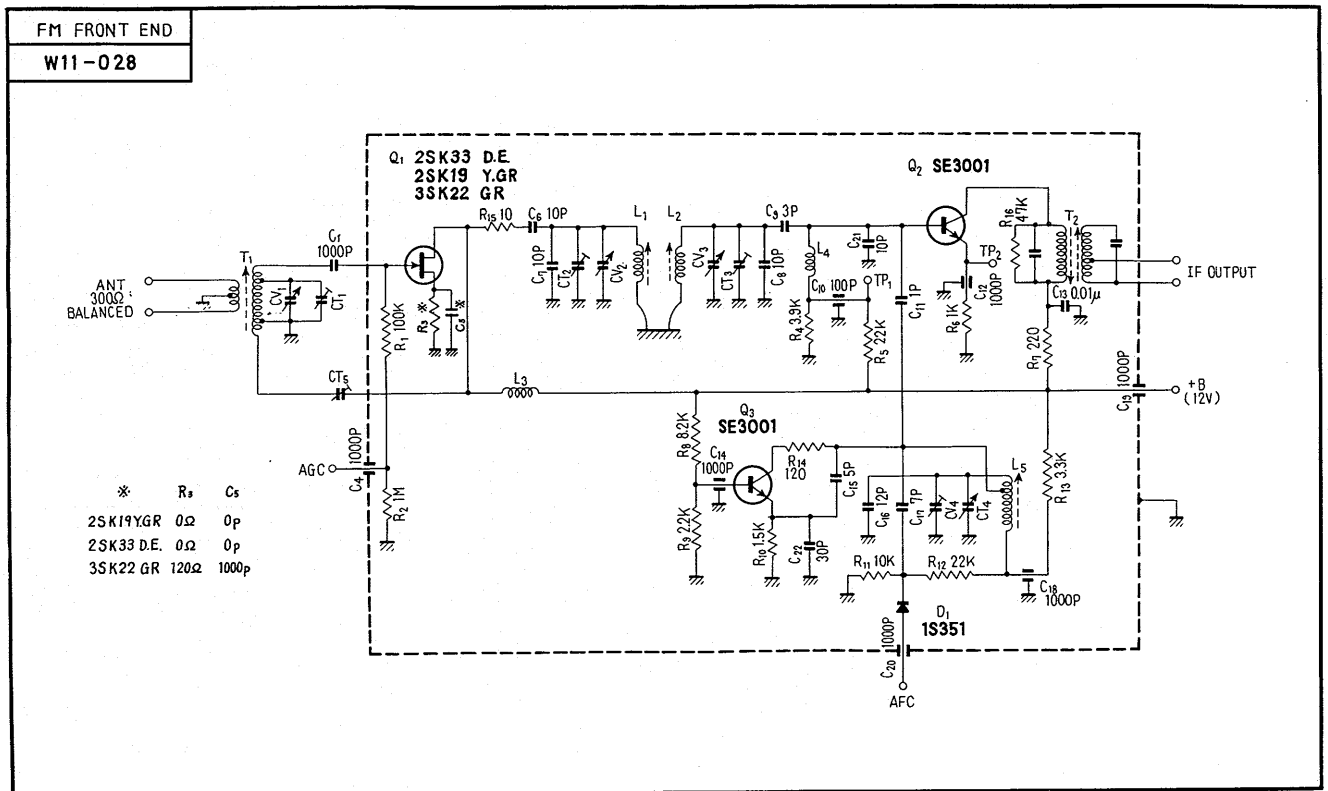 FM FRONT END
W11-028
Q1 2SK33 D.E.
2SK19 Y.GR
3SK22 GR
Q2 SE3001
ANT
300Ω
BALANCED
T1
CV1
CT1
C1
1000P
R1 100K
R3 ※
C5 ※
R15 10
C6 10P
C7 10P
CT2
CV2
L1
L2
CV3
CT3
C8 10P
C9 3P
L4
C21
10P
C10 100P
TP1
R4 3.9K
R5 22K
C11 1P
TP2
C12
1000P
R6 1K
R16
47K
T2
IF OUTPUT
C13 0.01μ
R7 220
CT5
L3
C19 1000P
+B
(12V)
AGC
C4 1000P
R2 1M
R8 8.2K
Q3
SE3001
C14
1000P
R14
120
C15 5P
R9 2.2K
R10 1.5K
C22
30P
C16 12P
C17 7P
CV4
CT4
L5
R13 3.3K
R11 10K
R12 22K
C18
1000P
D1
1S351
C20 1000P
AFC
※ R3 C5
2SK19Y.GR 0Ω 0p
2SK33 D.E. 0Ω 0p
3SK22 GR 120Ω 1000p